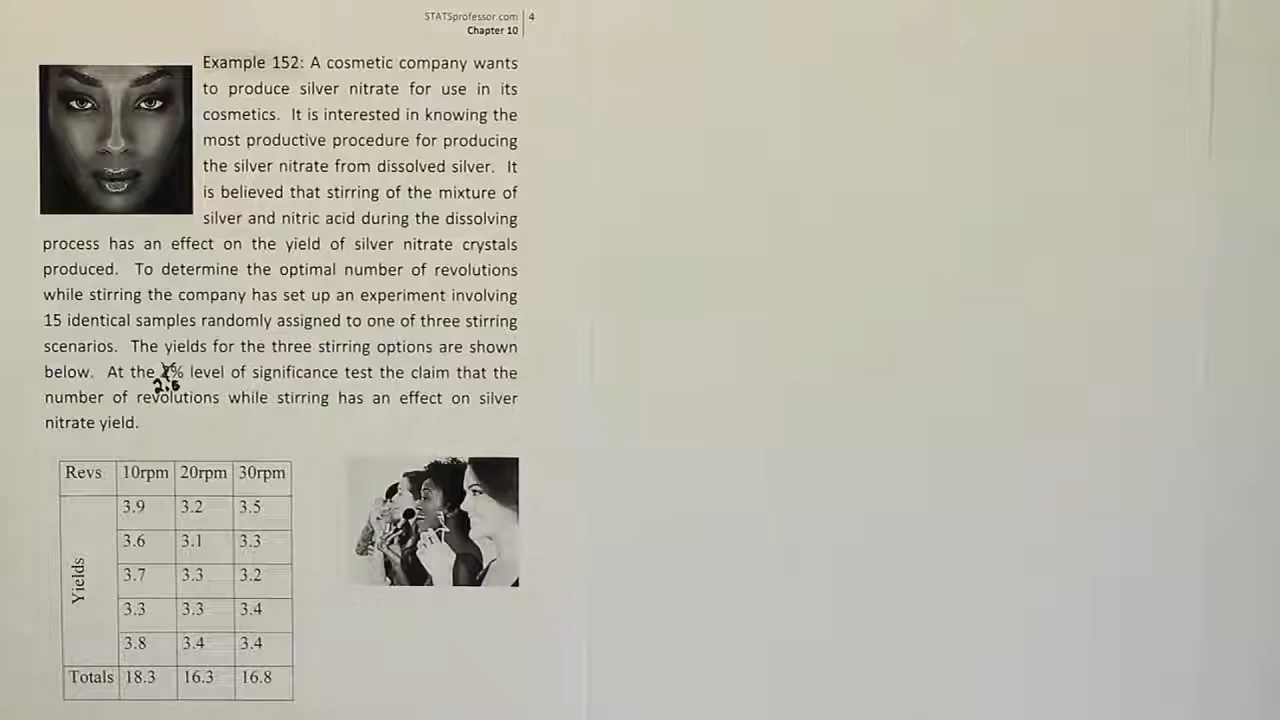 STATSprofessor.com 4
Chapter 10
Example 152: A cosmetic company wants
to produce silver nitrate for use in its
cosmetics. It is interested in knowing the
most productive procedure for producing
the silver nitrate from dissolved silver. It
is believed that stirring of the mixture of
silver and nitric acid during the dissolving
process has an effect on the yield of silver nitrate crystals
produced. To determine the optimal number of revolutions
while stirring the company has set up an experiment involving
15 identical samples randomly assigned to one of three stirring
scenarios. The yields for the three stirring options are shown
below. At the % level of significance test the claim that the
2.5
number of revolutions while stirring has an effect on silver
nitrate yield.
Revs 10rpm 20rpm 30rpm
Yields
3.9 3.2 3.5
3.6 3.1 3.3
3.7 3.3 3.2
3.3 3.3 3.4
3.8 3.4 3.4
Totals 18.3 16.3 16.8